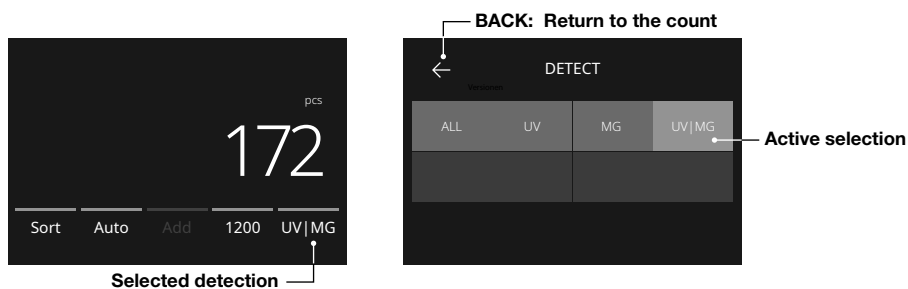 BACK: Return to the count
pcs
172
Sort Auto Add 1200 UV|MG
Selected detection
DETECT
Versionen
ALL UV MG UV|MG
Active selection